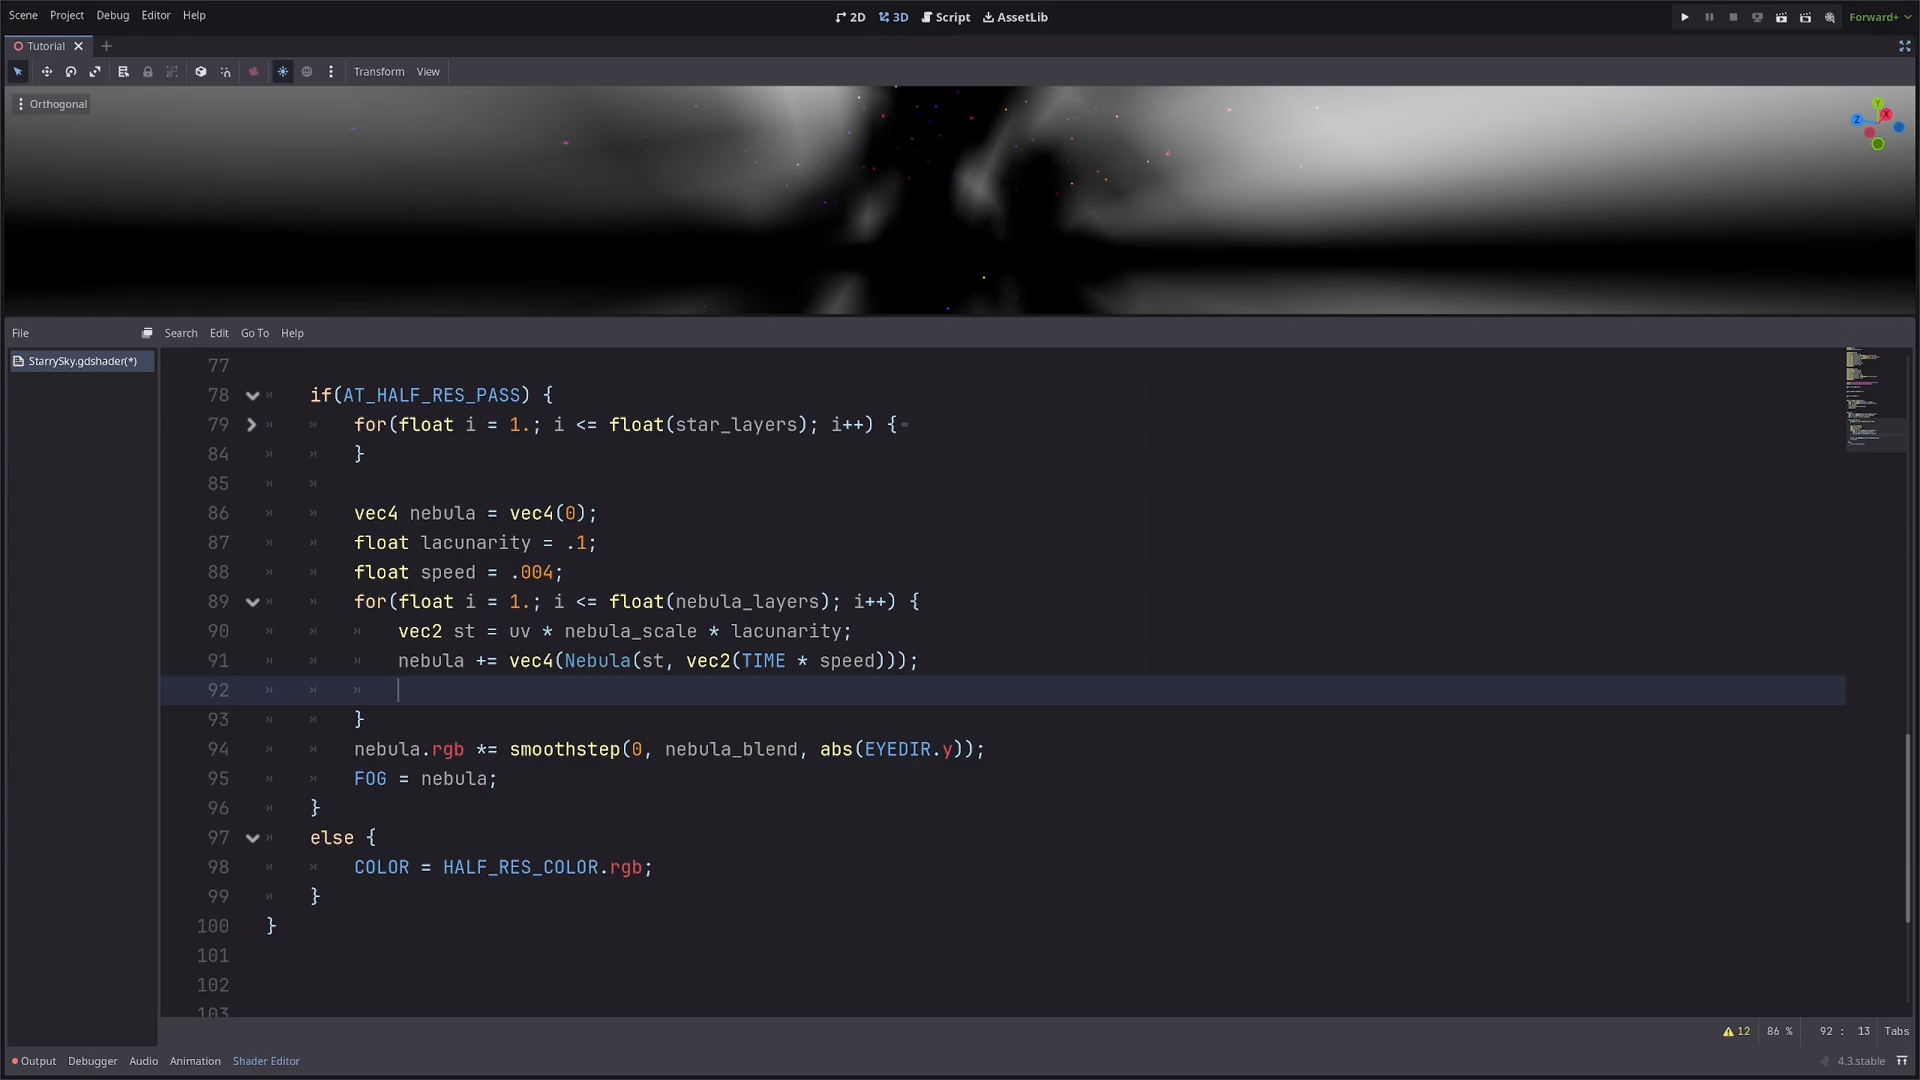 Scene Project Debug Editor Help
2D 3D Script AssetLib
Forward+
Tutorial
Transform View
Orthogonal
Y
X
Z
File
Search Edit Go To Help
StarrySky.gdshader(*)
77
78 if(AT_HALF_RES_PASS) {
79 for(float i = 1.; i <= float(star_layers); i++) {
84 }
85
86 vec4 nebula = vec4(0);
87 float lacunarity = .1;
88 float speed = .004;
89 for(float i = 1.; i <= float(nebula_layers); i++) {
90 vec2 st = uv * nebula_scale * lacunarity;
91 nebula += vec4(Nebula(st, vec2(TIME * speed)));
92
93 }
94 nebula.rgb *= smoothstep(0, nebula_blend, abs(EYEDIR.y));
95 FOG = nebula;
96 }
97 else {
98 COLOR = HALF_RES_COLOR.rgb;
99 }
100 }
101
102
103
12 86 % 92 : 13 Tabs
Output Debugger Audio Animation Shader Editor
4.3.stable